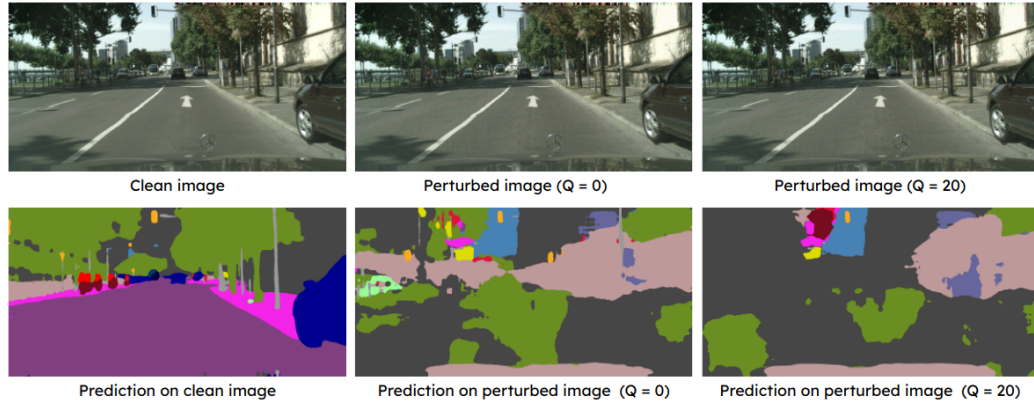 Clean image
Perturbed image (Q = 0)
Perturbed image (Q = 20)
Prediction on clean image
Prediction on perturbed image (Q = 0)
Prediction on perturbed image (Q = 20)